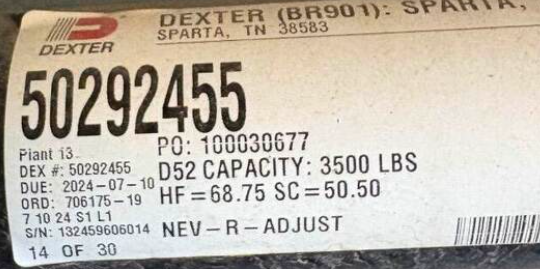 DEXTER
DEXTER (BR901): SPARTA,
SPARTA, TN 38583
50292455
Plant 13
PO: 100030677
DEX #: 50292455
D52 CAPACITY: 3500 LBS
DUE: 2024-07-10
HF=68.75 SC=50.50
ORD: 706175-19
7 10 24 S1 L1
S/N: 132459606014
NEV-R-ADJUST
14 OF 30